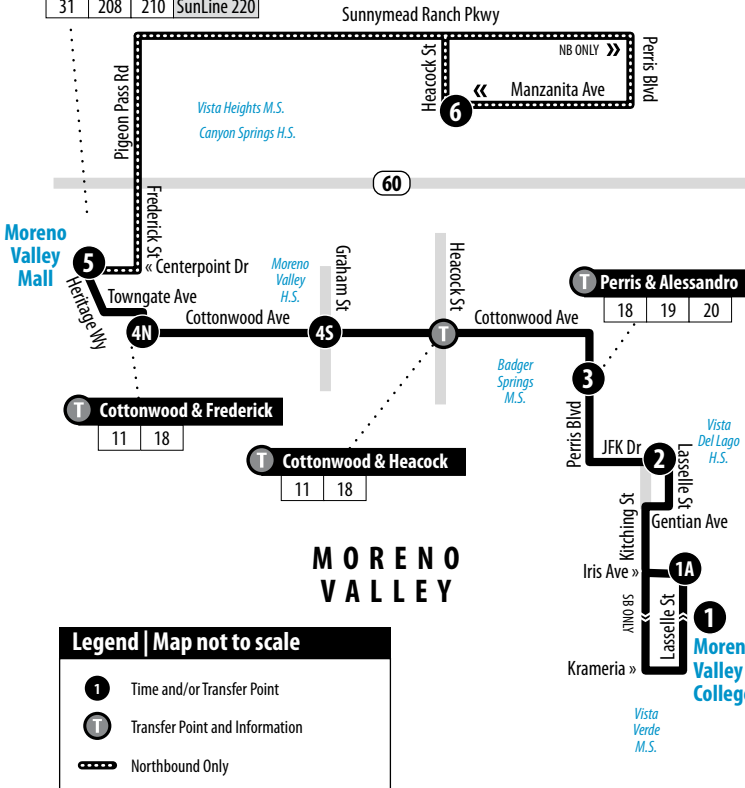 31 208 210 SunLine 220
Sunnymead Ranch Pkwy
Pigeon Pass Rd
Heacock St
NB ONLY »
Perris Blvd
« Manzanita Ave
6
Vista Heights M.S.
Canyon Springs H.S.
60
Frederick St
Moreno
Valley
Mall
5
« Centerpoint Dr
Heritage Wy
Towngate Ave
4N
Cottonwood Ave
Moreno
Valley
H.S.
Graham St
4S
Heacock St
T
Cottonwood Ave
T Perris & Alessandro
18 19 20
Badger
Springs
M.S.
3
T Cottonwood & Frederick
11 18
T Cottonwood & Heacock
11 18
Perris Blvd
JFK Dr
2
Lasselle St
Vista
Del Lago
H.S.
Kitching St
Gentian Ave
MORENO
VALLEY
Iris Ave »
1A
SB ONLY
Lasselle St
1
Moren
Valley
College
Krameria »
Vista
Verde
M.S.
Legend | Map not to scale
1 Time and/or Transfer Point
T Transfer Point and Information
Northbound Only